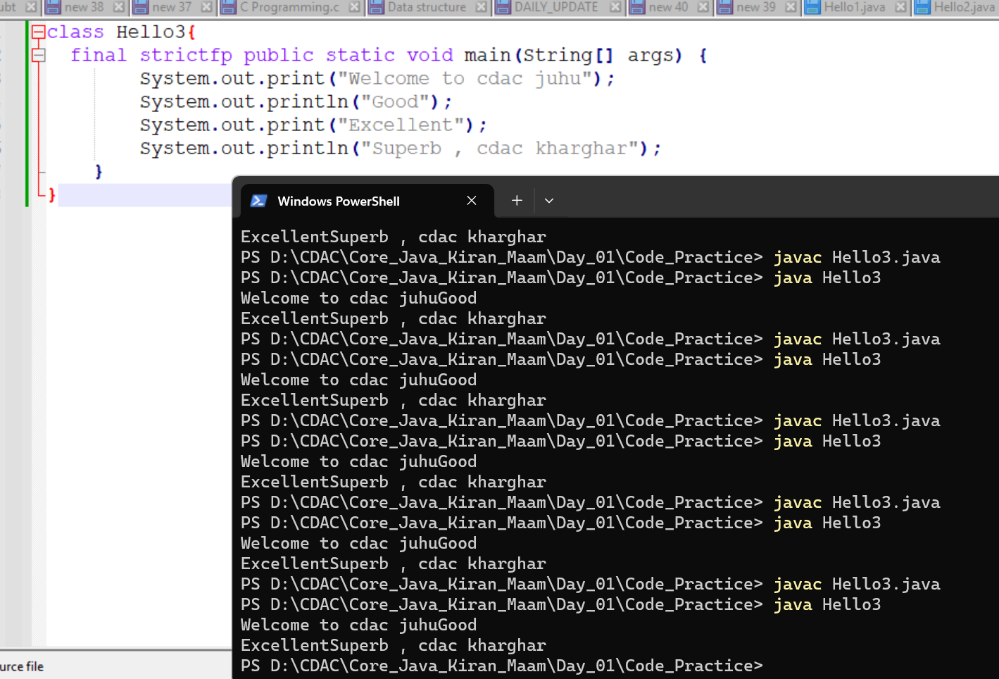 ubt new 38 new 37 C Programming.c Data structure DAILY_UPDATE new 40 new 39 Hello1.java Hello2.java
class Hello3{
final strictfp public static void main(String[] args) {
System.out.print("Welcome to cdac juhu");
System.out.println("Good");
System.out.print("Excellent");
System.out.println("Superb , cdac kharghar");
}
}
Windows PowerShell
ExcellentSuperb , cdac kharghar
PS D:\CDAC\Core_Java_Kiran_Maam\Day_01\Code_Practice> javac Hello3.java
PS D:\CDAC\Core_Java_Kiran_Maam\Day_01\Code_Practice> java Hello3
Welcome to cdac juhuGood
ExcellentSuperb , cdac kharghar
PS D:\CDAC\Core_Java_Kiran_Maam\Day_01\Code_Practice> javac Hello3.java
PS D:\CDAC\Core_Java_Kiran_Maam\Day_01\Code_Practice> java Hello3
Welcome to cdac juhuGood
ExcellentSuperb , cdac kharghar
PS D:\CDAC\Core_Java_Kiran_Maam\Day_01\Code_Practice> javac Hello3.java
PS D:\CDAC\Core_Java_Kiran_Maam\Day_01\Code_Practice> java Hello3
Welcome to cdac juhuGood
ExcellentSuperb , cdac kharghar
PS D:\CDAC\Core_Java_Kiran_Maam\Day_01\Code_Practice> javac Hello3.java
PS D:\CDAC\Core_Java_Kiran_Maam\Day_01\Code_Practice> java Hello3
Welcome to cdac juhuGood
ExcellentSuperb , cdac kharghar
PS D:\CDAC\Core_Java_Kiran_Maam\Day_01\Code_Practice> javac Hello3.java
PS D:\CDAC\Core_Java_Kiran_Maam\Day_01\Code_Practice> java Hello3
Welcome to cdac juhuGood
ExcellentSuperb , cdac kharghar
PS D:\CDAC\Core_Java_Kiran_Maam\Day_01\Code_Practice>
urce file